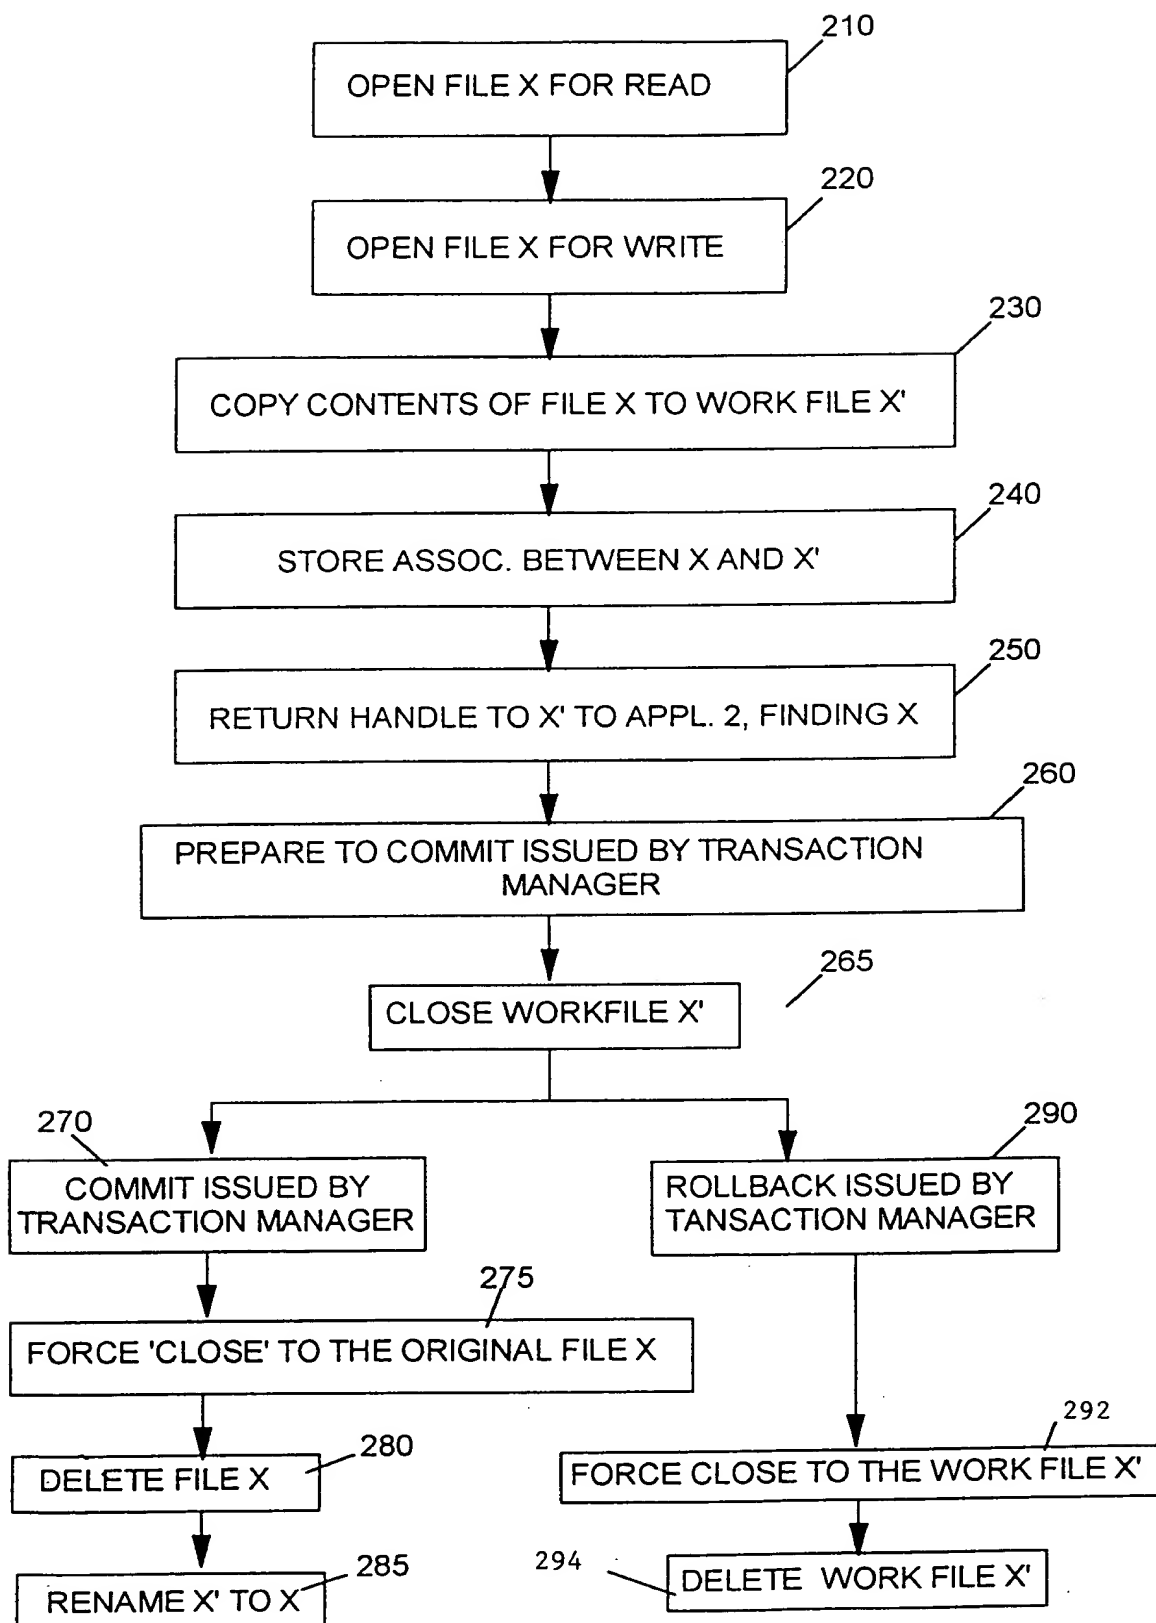 210
OPEN FILE X FOR READ
220
OPEN FILE X FOR WRITE
230
COPY CONTENTS OF FILE X TO WORK FILE X'
240
STORE ASSOC. BETWEEN X AND X'
250
RETURN HANDLE TO X' TO APPL. 2, FINDING X
260
PREPARE TO COMMIT ISSUED BY TRANSACTION
MANAGER
265
CLOSE WORKFILE X'
270
COMMIT ISSUED BY
TRANSACTION MANAGER
290
ROLLBACK ISSUED BY
TANSACTION MANAGER
275
FORCE 'CLOSE' TO THE ORIGINAL FILE X
280
DELETE FILE X
292
FORCE CLOSE TO THE WORK FILE X'
285
RENAME X' TO X
294
DELETE WORK FILE X'